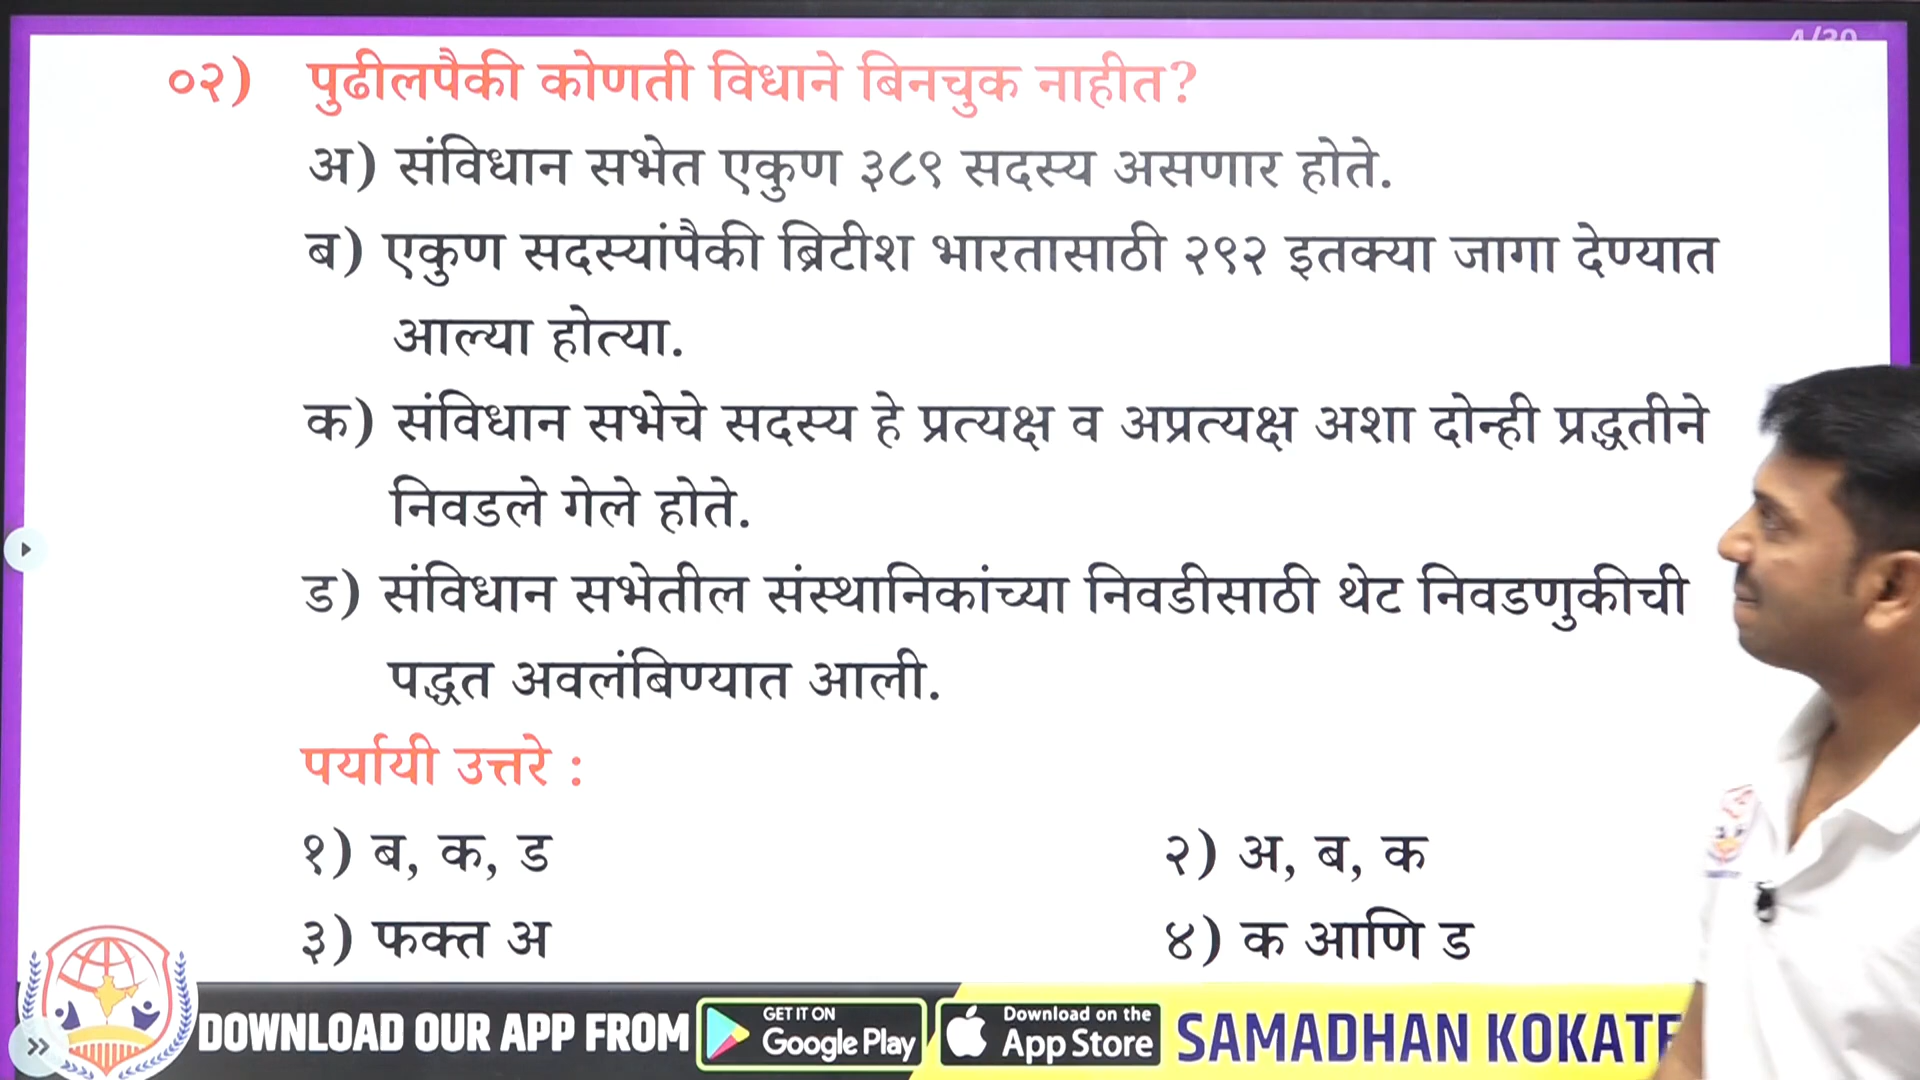 ०२) पुढीलपैकी कोणती विधाने बिनचुक नाहीत?
अ) संविधान सभेत एकुण ३८९ सदस्य असणार होते.
ब) एकुण सदस्यांपैकी ब्रिटीश भारतासाठी २९२ इतक्या जागा देण्यात
आल्या होत्या.
क) संविधान सभेचे सदस्य हे प्रत्यक्ष व अप्रत्यक्ष अशा दोन्ही प्रद्धतीने
निवडले गेले होते.
ड) संविधान सभेतील संस्थानिकांच्या निवडीसाठी थेट निवडणुकीची
पद्धत अवलंबिण्यात आली.
पर्यायी उत्तरे :
१) ब, क, ड २) अ, ब, क
३) फक्त अ ४) क आणि ड
DOWNLOAD OUR APP FROM GET IT ON Google Play Download on the App Store SAMADHAN KOKATE